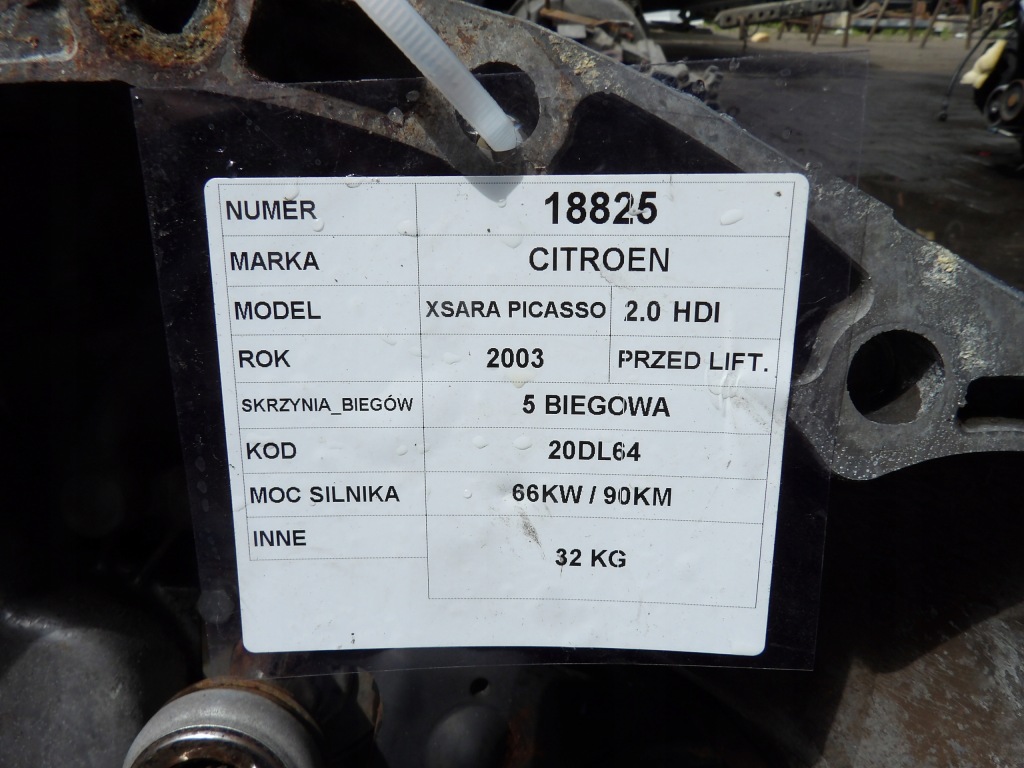 NUMER 18825
MARKA CITROEN
MODEL XSARA PICASSO 2.0 HDI
ROK 2003 PRZED LIFT.
SKRZYNIA_BIEGÓW 5 BIEGOWA
KOD 20DL64
MOC SILNIKA 66KW / 90KM
INNE 32 KG